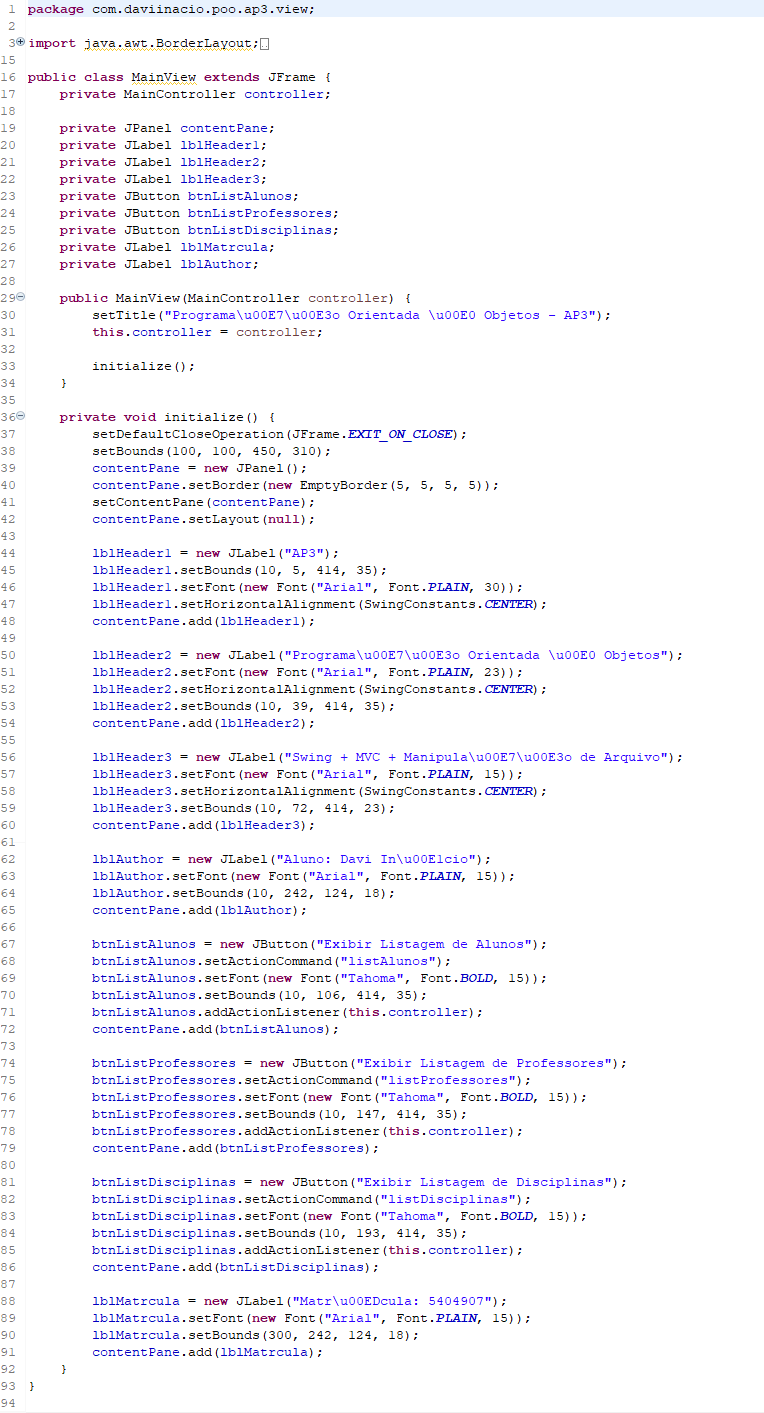 1 package com.daviinacio.poo.ap3.view;
2
3 import java.awt.BorderLayout;
15
16 public class MainView extends JFrame {
17     private MainController controller;
18
19     private JPanel contentPane;
20     private JLabel lblHeader1;
21     private JLabel lblHeader2;
22     private JLabel lblHeader3;
23     private JButton btnListAlunos;
24     private JButton btnListProfessores;
25     private JButton btnListDisciplinas;
26     private JLabel lblMatrcula;
27     private JLabel lblAuthor;
28
29     public MainView(MainController controller) {
30         setTitle("Programa\u00E7\u00E3o Orientada \u00E0 Objetos - AP3");
31         this.controller = controller;
32
33         initialize();
34     }
35
36     private void initialize() {
37         setDefaultCloseOperation(JFrame.EXIT_ON_CLOSE);
38         setBounds(100, 100, 450, 310);
39         contentPane = new JPanel();
40         contentPane.setBorder(new EmptyBorder(5, 5, 5, 5));
41         setContentPane(contentPane);
42         contentPane.setLayout(null);
43
44         lblHeader1 = new JLabel("AP3");
45         lblHeader1.setBounds(10, 5, 414, 35);
46         lblHeader1.setFont(new Font("Arial", Font.PLAIN, 30));
47         lblHeader1.setHorizontalAlignment(SwingConstants.CENTER);
48         contentPane.add(lblHeader1);
49
50         lblHeader2 = new JLabel("Programa\u00E7\u00E3o Orientada \u00E0 Objetos");
51         lblHeader2.setFont(new Font("Arial", Font.PLAIN, 23));
52         lblHeader2.setHorizontalAlignment(SwingConstants.CENTER);
53         lblHeader2.setBounds(10, 39, 414, 35);
54         contentPane.add(lblHeader2);
55
56         lblHeader3 = new JLabel("Swing + MVC + Manipula\u00E7\u00E3o de Arquivo");
57         lblHeader3.setFont(new Font("Arial", Font.PLAIN, 15));
58         lblHeader3.setHorizontalAlignment(SwingConstants.CENTER);
59         lblHeader3.setBounds(10, 72, 414, 23);
60         contentPane.add(lblHeader3);
61
62         lblAuthor = new JLabel("Aluno: Davi In\u00E1cio");
63         lblAuthor.setFont(new Font("Arial", Font.PLAIN, 15));
64         lblAuthor.setBounds(10, 242, 124, 18);
65         contentPane.add(lblAuthor);
66
67         btnListAlunos = new JButton("Exibir Listagem de Alunos");
68         btnListAlunos.setActionCommand("listAlunos");
69         btnListAlunos.setFont(new Font("Tahoma", Font.BOLD, 15));
70         btnListAlunos.setBounds(10, 106, 414, 35);
71         btnListAlunos.addActionListener(this.controller);
72         contentPane.add(btnListAlunos);
73
74         btnListProfessores = new JButton("Exibir Listagem de Professores");
75         btnListProfessores.setActionCommand("listProfessores");
76         btnListProfessores.setFont(new Font("Tahoma", Font.BOLD, 15));
77         btnListProfessores.setBounds(10, 147, 414, 35);
78         btnListProfessores.addActionListener(this.controller);
79         contentPane.add(btnListProfessores);
80
81         btnListDisciplinas = new JButton("Exibir Listagem de Disciplinas");
82         btnListDisciplinas.setActionCommand("listDisciplinas");
83         btnListDisciplinas.setFont(new Font("Tahoma", Font.BOLD, 15));
84         btnListDisciplinas.setBounds(10, 193, 414, 35);
85         btnListDisciplinas.addActionListener(this.controller);
86         contentPane.add(btnListDisciplinas);
87
88         lblMatrcula = new JLabel("Matr\u00EDcula: 5404907");
89         lblMatrcula.setFont(new Font("Arial", Font.PLAIN, 15));
90         lblMatrcula.setBounds(300, 242, 124, 18);
91         contentPane.add(lblMatrcula);
92     }
93 }
94